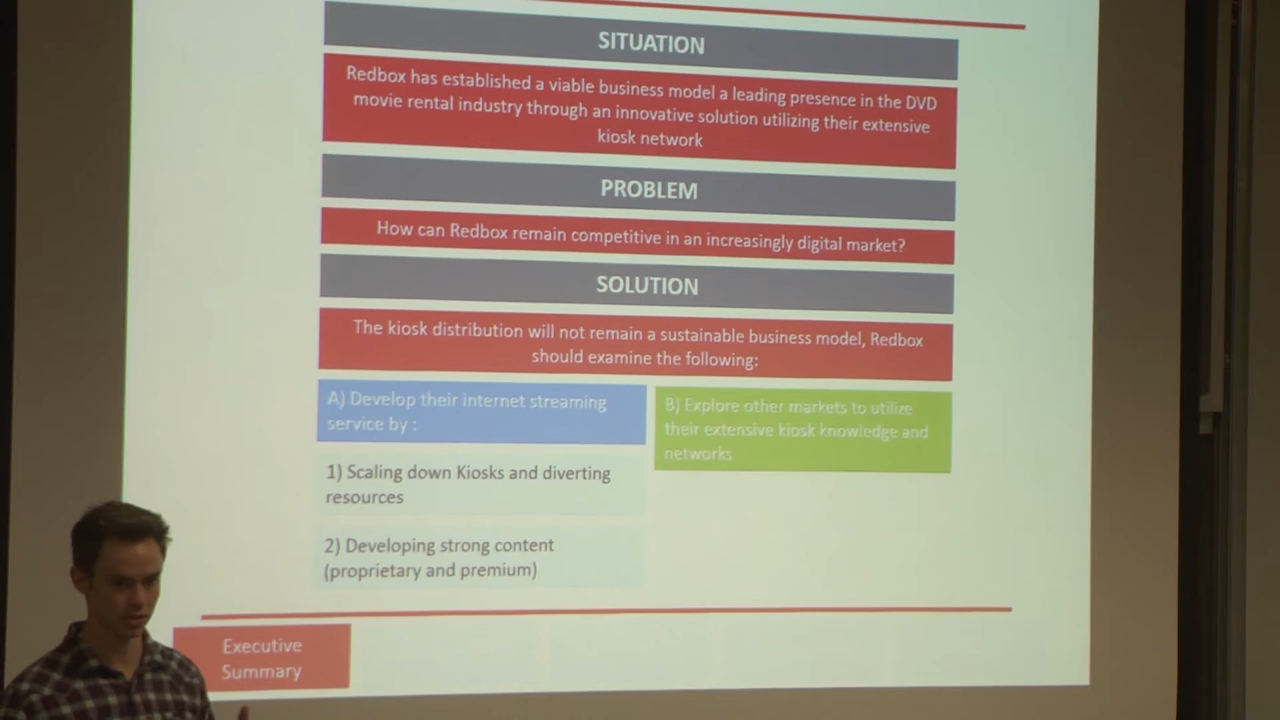 SITUATION
Redbox has established a viable business model a leading presence in the DVD
movie rental industry through an innovative solution utilizing their extensive
kiosk network
PROBLEM
How can Redbox remain competitive in an increasingly digital market?
SOLUTION
The kiosk distribution will not remain a sustainable business model, Redbox
should examine the following:
A) Develop their internet streaming
service by :
B) Explore other markets to utilize
their extensive kiosk knowledge and
networks
1) Scaling down Kiosks and diverting
resources
2) Developing strong content
(proprietary and premium)
Executive
Summary